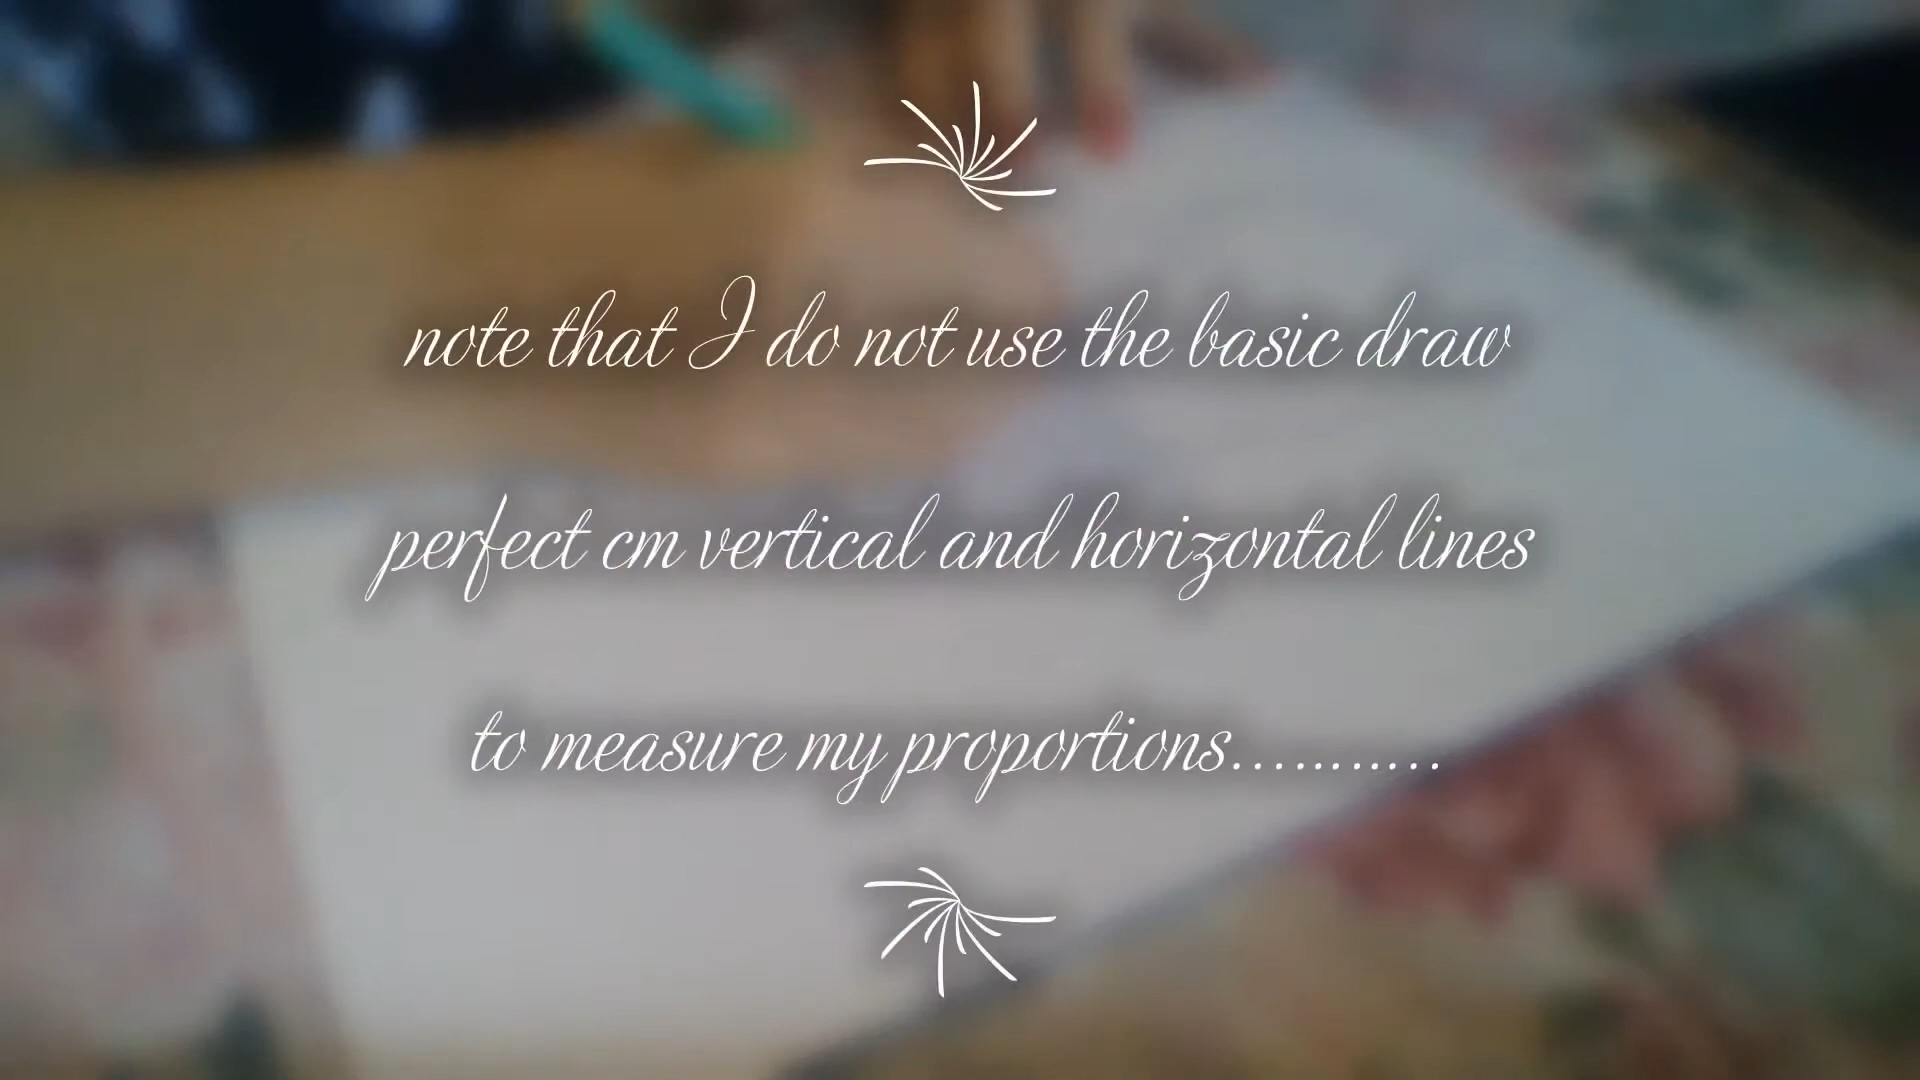 note that I do not use the basic draw
perfect cm vertical and horizontal lines
to measure my proportions...........